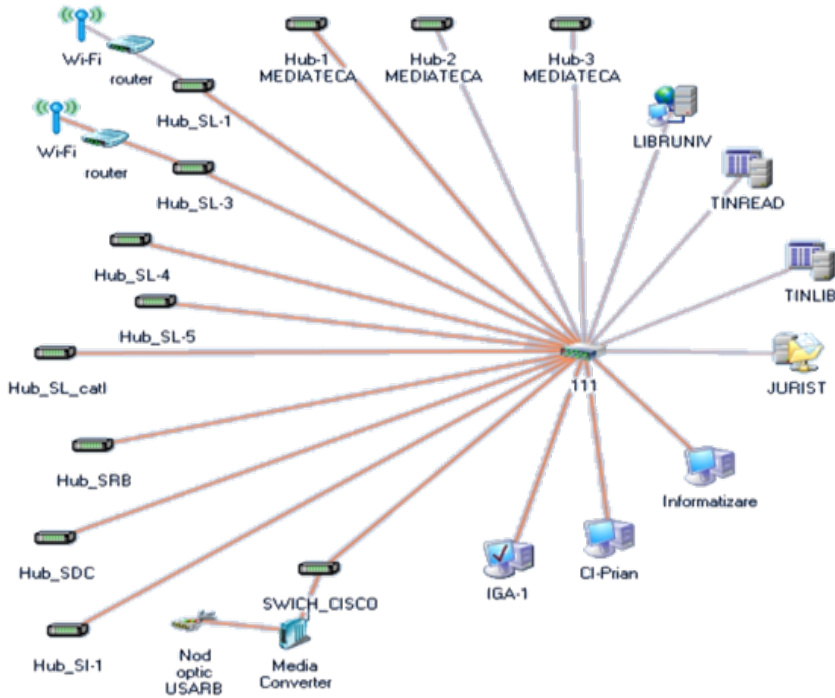 Wi-Fi
router
Hub_SL-1
Hub-1
MEDIATECA
Hub-2
MEDIATECA
Hub-3
MEDIATECA
Wi-Fi
router
Hub_SL-3
LIBRUNIV
TINREAD
Hub_SL-4
TINLIB
Hub_SL-5
Hub_SL_catI
111
JURIST
Hub_SRB
Informatizare
Hub_SDC
SWICH_CISCO
IGA-1
CI-Prian
Hub_SI-1
Nod
optic
USARB
Media
Converter